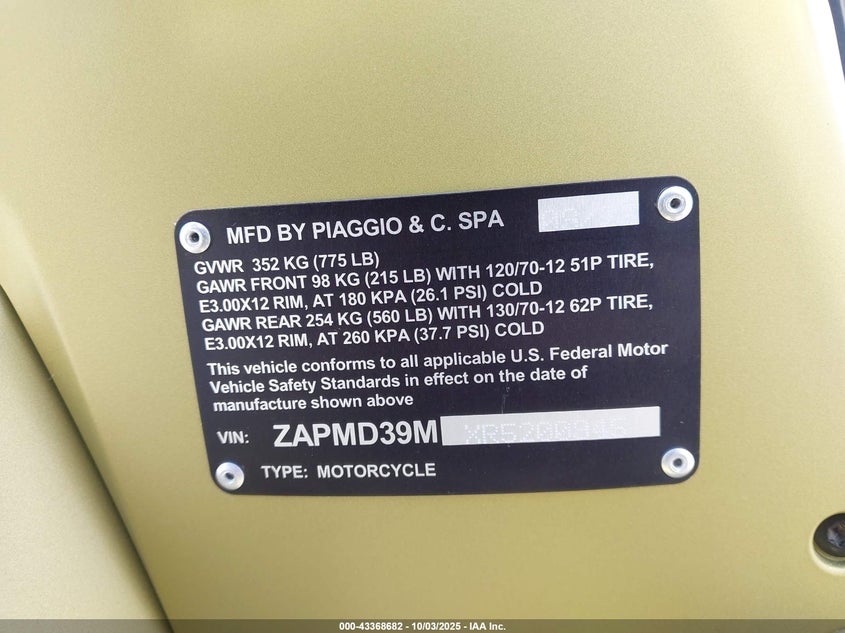 MFD BY PIAGGIO & C. SPA
GVWR 352 KG (775 LB)
GAWR FRONT 98 KG (215 LB) WITH 120/70-12 51P TIRE,
E3.00X12 RIM, AT 180 KPA (26.1 PSI) COLD
GAWR REAR 254 KG (560 LB) WITH 130/70-12 62P TIRE,
E3.00X12 RIM, AT 260 KPA (37.7 PSI) COLD
This vehicle conforms to all applicable U.S. Federal Motor
Vehicle Safety Standards in effect on the date of
manufacture shown above
VIN: ZAPMD39M XR5200946
TYPE: MOTORCYCLE
000-43368682 - 10/03/2025 - IAA Inc.